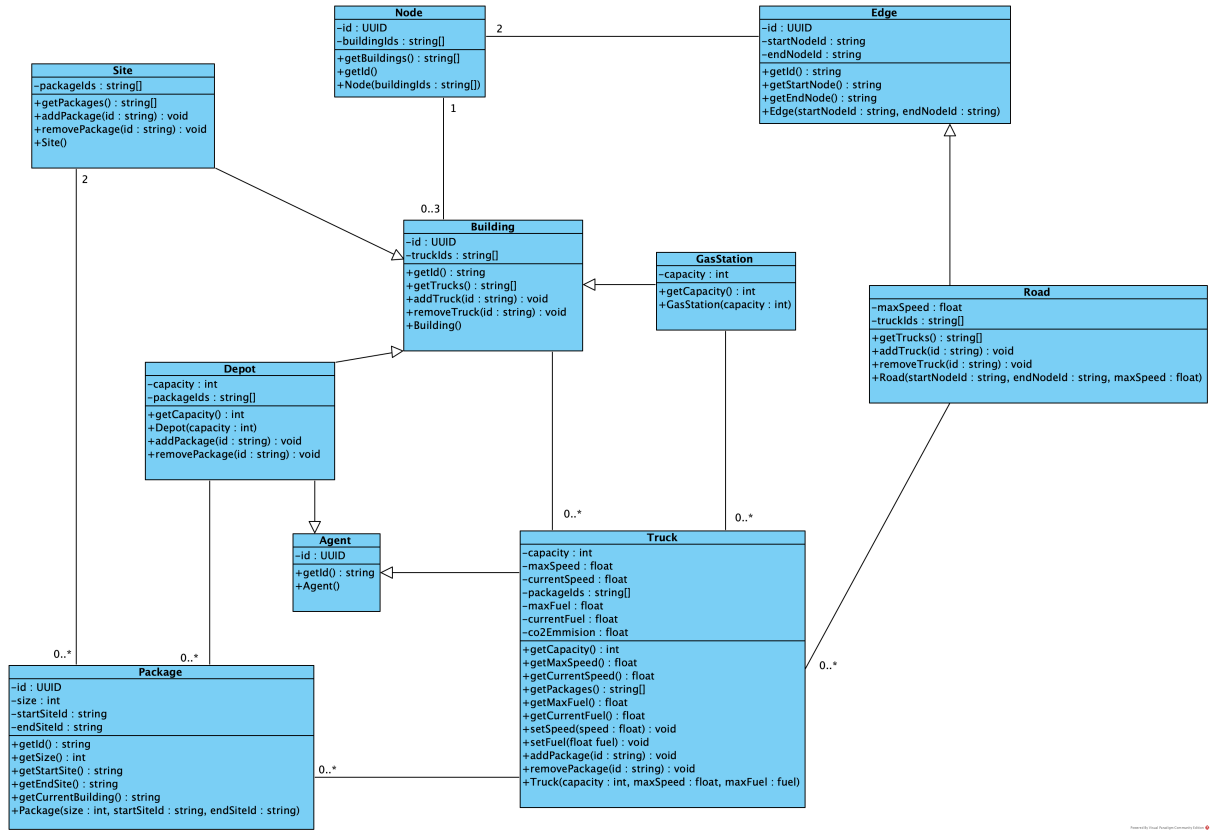 Node
-id : UUID
-buildingIds : string[]
+getBuildings() : string[]
+getId()
+Node(buildingIds : string[])
2
1
Edge
-id : UUID
-startNodeId : string
-endNodeId : string
+getId() : string
+getStartNode() : string
+getEndNode() : string
+Edge(startNodeId : string, endNodeId : string)
Site
-packageIds : string[]
+getPackages() : string[]
+addPackage(id : string) : void
+removePackage(id : string) : void
+Site()
2
0..3
Building
-id : UUID
-truckIds : string[]
+getId() : string
+getTrucks() : string[]
+addTruck(id : string) : void
+removeTruck(id : string) : void
+Building()
GasStation
-capacity : int
+getCapacity() : int
+GasStation(capacity : int)
Road
-maxSpeed : float
-truckIds : string[]
+getTrucks() : string[]
+addTruck(id : string) : void
+removeTruck(id : string) : void
+Road(startNodeId : string, endNodeId : string, maxSpeed : float)
Depot
-capacity : int
-packageIds : string[]
+getCapacity() : int
+Depot(capacity : int)
+addPackage(id : string) : void
+removePackage(id : string) : void
0..*
0..*
Agent
-id : UUID
+getId() : string
+Agent()
Truck
-capacity : int
-maxSpeed : float
-currentSpeed : float
-packageIds : string[]
-maxFuel : float
-currentFuel : float
-co2Emmision : float
+getCapacity() : int
+getMaxSpeed() : float
+getCurrentSpeed() : float
+getPackages() : string[]
+getMaxFuel() : float
+getCurrentFuel() : float
+setSpeed(speed : float) : void
+setFuel(float fuel) : void
+addPackage(id : string) : void
+removePackage(id : string) : void
+Truck(capacity : int, maxSpeed : float, maxFuel : fuel)
0..*
0..*
0..*
Package
-id : UUID
-size : int
-startSiteId : string
-endSiteId : string
+getId() : string
+getSize() : int
+getStartSite() : string
+getEndSite() : string
+getCurrentBuilding() : string
+Package(size : int, startSiteId : string, endSiteId : string)
0..*
Powered By Visual Paradigm Community Edition